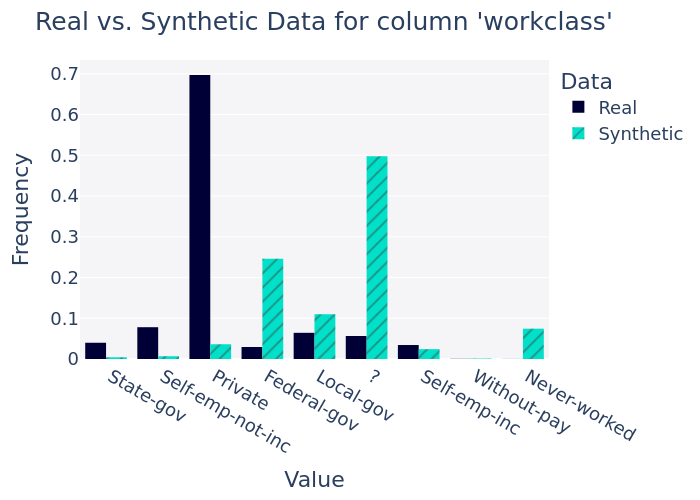 Real vs. Synthetic Data for column 'workclass'
Data
Real
Synthetic
Frequency
0.7
0.6
0.5
0.4
0.3
0.2
0.1
0
State-gov
Self-emp-not-inc
Private
Federal-gov
Local-gov
?
Self-emp-inc
Without-pay
Never-worked
Value